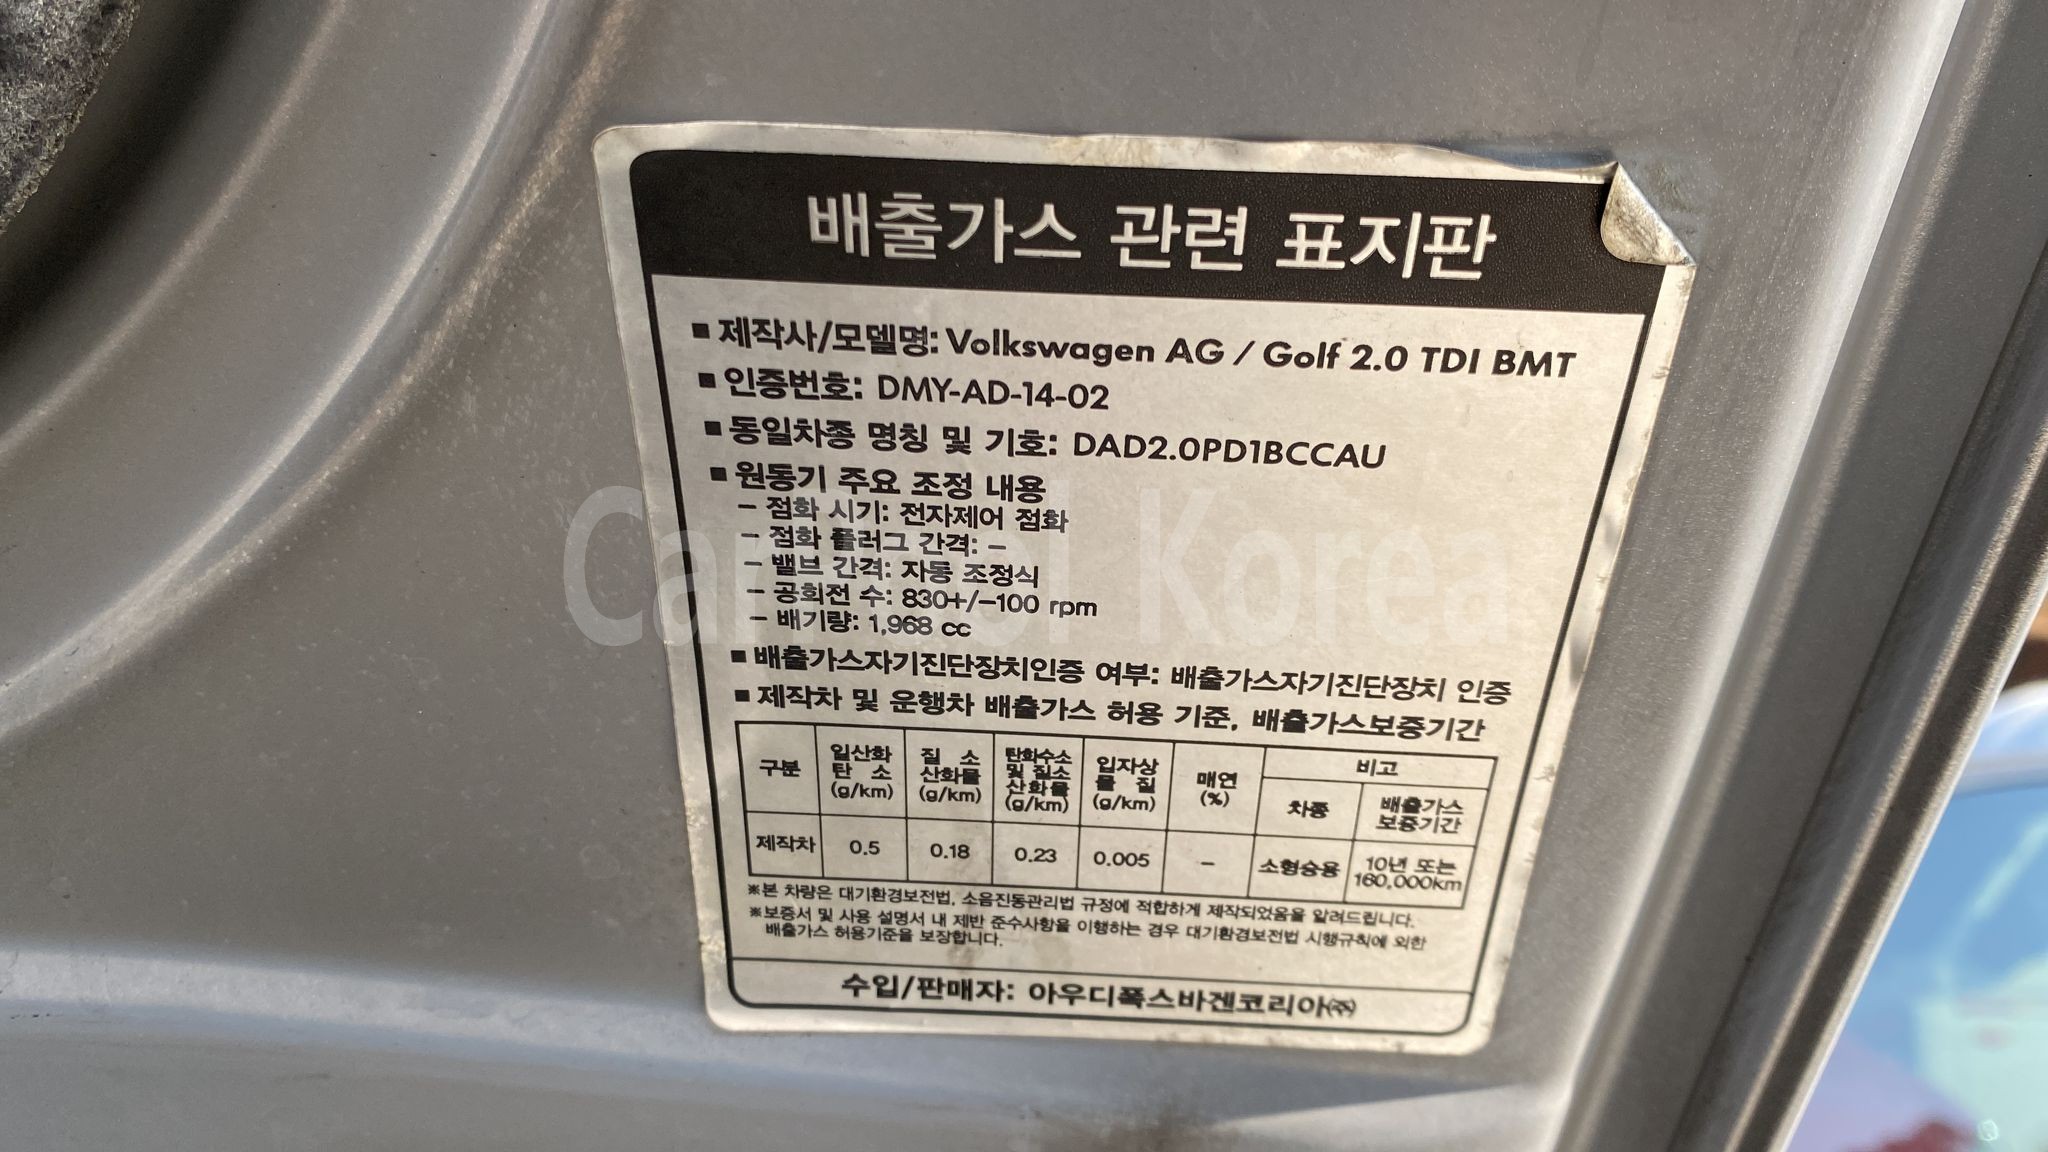 배출가스 관련 표지판
■ 제작사/모델명: Volkswagen AG / Golf 2.0 TDI BMT
■ 인증번호: DMY-AD-14-02
■ 동일차종 명칭 및 기호: DAD2.0PD1BCCAU
■ 원동기 주요 조정 내용
- 점화 시기: 전자제어 점화
- 점화 플러그 간격: -
- 밸브 간격: 자동 조정식
- 공회전 수: 830+/-100 rpm
- 배기량: 1,968 cc
■ 배출가스자기진단장치인증 여부: 배출가스자기진단장치 인증
■ 제작차 및 운행차 배출가스 허용 기준, 배출가스보증기간
구분 일산화탄소 (g/km) 질소산화물 (g/km) 탄화수소 및 질소산화물 (g/km) 입자상물질 (g/km) 매연 (%) 비고
차종 배출가스 보증기간
제작차 0.5 0.18 0.23 0.005 - 소형승용 10년 또는 160,000km
※본 차량은 대기환경보전법, 소음진동관리법 규정에 적합하게 제작되었음을 알려드립니다.
※보증서 및 사용 설명서 내 제반 준수사항을 이행하는 경우 대기환경보전법 시행규칙에 의한
배출가스 허용기준을 보장합니다.
수입/판매자: 아우디폭스바겐코리아㈜
Korea